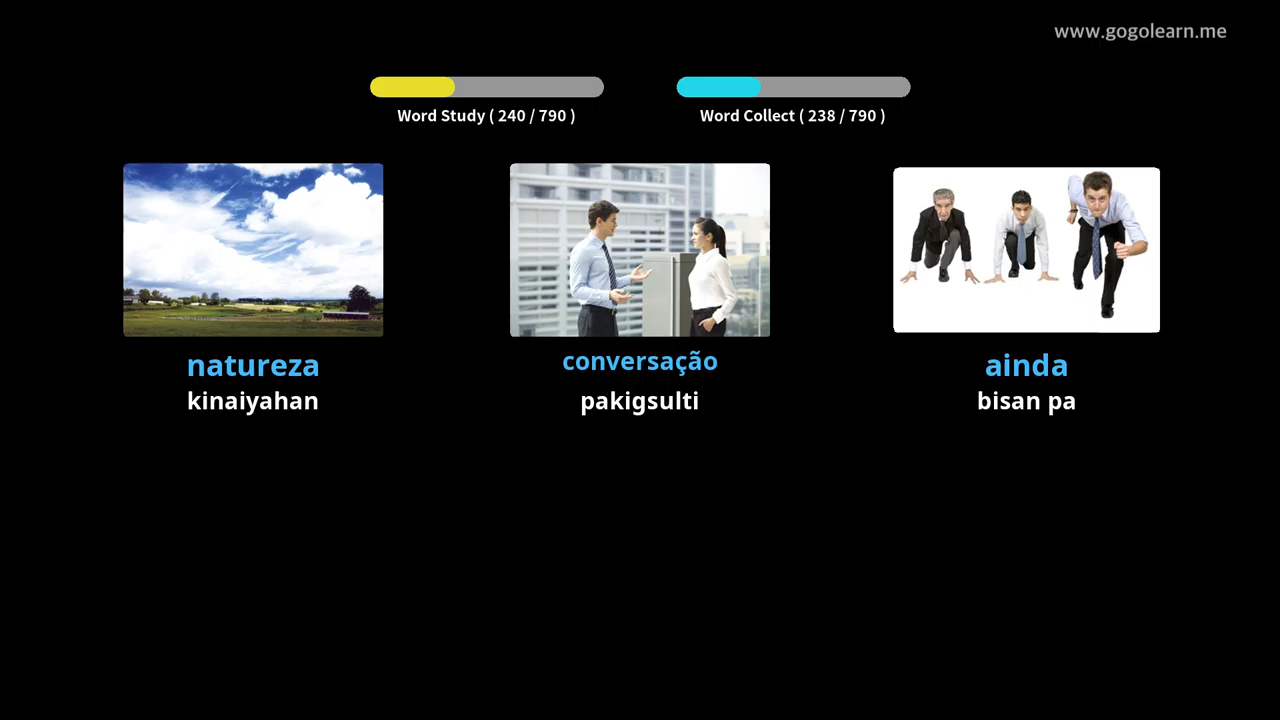 www.gogolearn.me
Word Study ( 240 / 790 )
Word Collect ( 238 / 790 )
natureza
kinaiyahan
conversação
pakigsulti
ainda
bisan pa